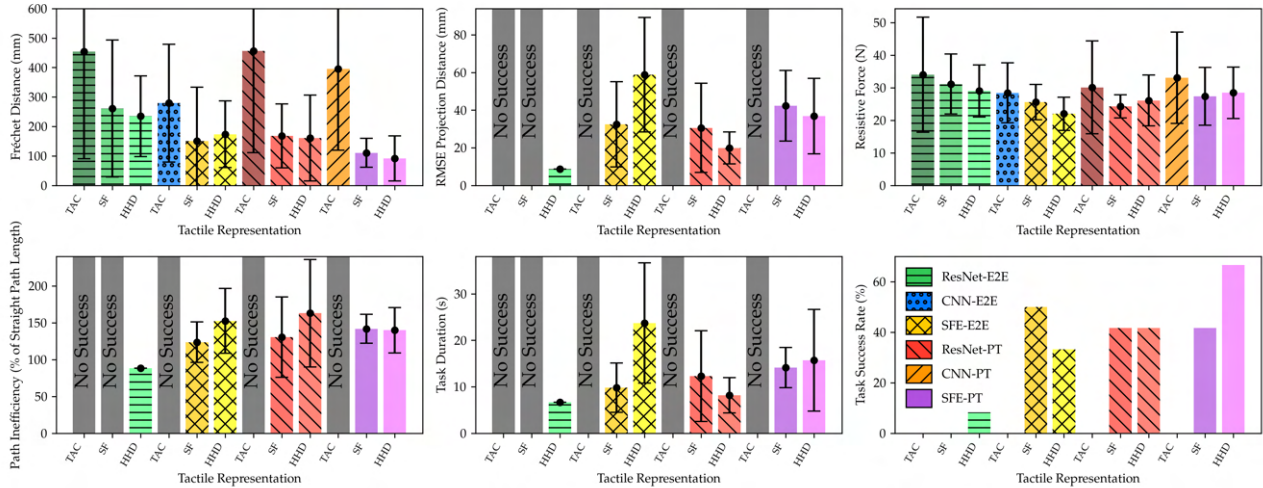 600
500
400
300
200
100
0
Fréchet Distance (mm)
TAC
SF
HHD
TAC
SF
HHD
TAC
SF
HHD
TAC
SF
HHD
Tactile Representation
80
60
40
20
0
RMSE Projection Distance (mm)
No Success
No Success
No Success
No Success
No Success
TAC
SF
HHD
TAC
SF
HHD
TAC
SF
HHD
TAC
SF
HHD
Tactile Representation
50
40
30
20
10
0
Resistive Force (N)
TAC
SF
HHD
TAC
SF
HHD
TAC
SF
HHD
TAC
SF
HHD
Tactile Representation
200
150
100
50
0
Path Inefficiency (% of Straight Path Length)
No Success
No Success
No Success
No Success
No Success
TAC
SF
HHD
TAC
SF
HHD
TAC
SF
HHD
TAC
SF
HHD
Tactile Representation
30
20
10
0
Task Duration (s)
No Success
No Success
No Success
No Success
No Success
TAC
SF
HHD
TAC
SF
HHD
TAC
SF
HHD
TAC
SF
HHD
Tactile Representation
60
40
20
0
Task Success Rate (%)
ResNet-E2E
CNN-E2E
SFE-E2E
ResNet-PT
CNN-PT
SFE-PT
TAC
SF
HHD
TAC
SF
HHD
TAC
SF
HHD
TAC
SF
HHD
Tactile Representation